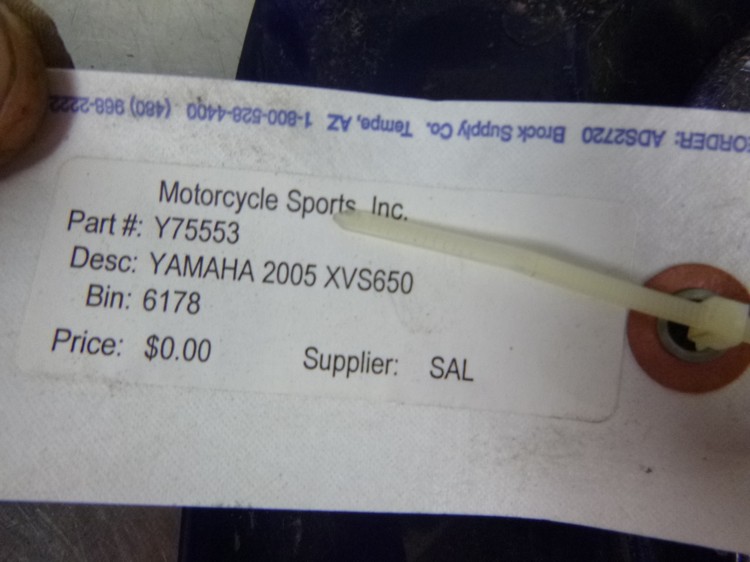 REORDER: ADS2720 Brock Supply Co. Tempe, AZ 1-800-528-4400 (480) 968-2222
Motorcycle Sports, Inc.
Part #: Y75553
Desc: YAMAHA 2005 XVS650
Bin: 6178
Price: $0.00 Supplier: SAL